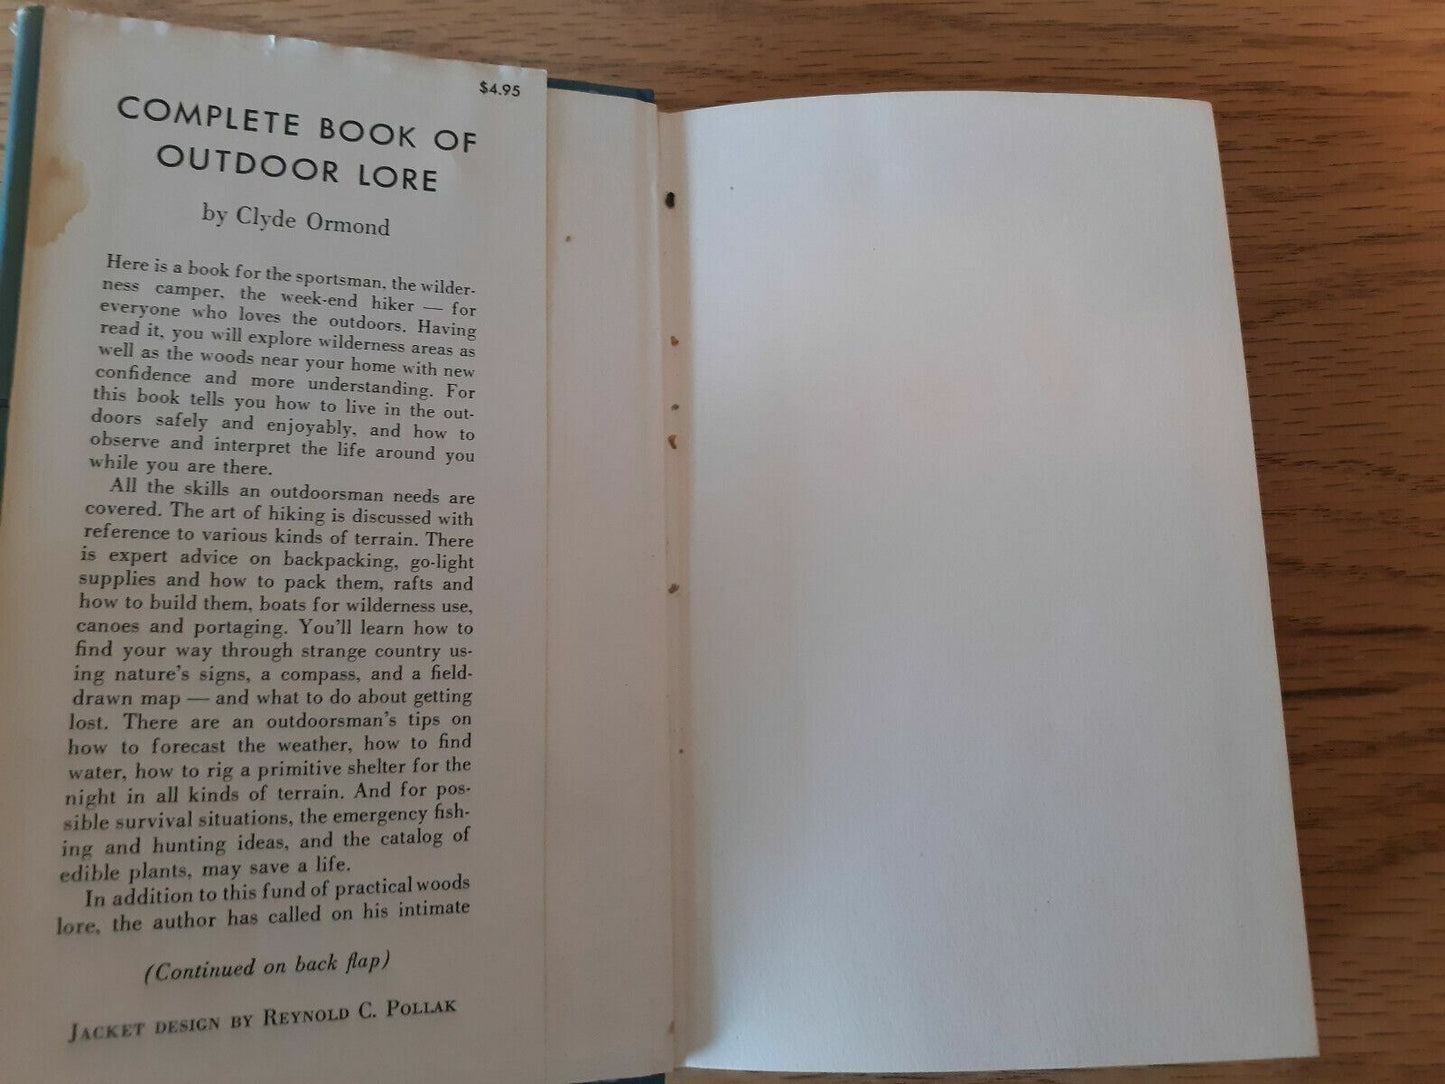 $4.95
COMPLETE BOOK OF
OUTDOOR LORE
by Clyde Ormond
Here is a book for the sportsman, the wilder-
ness camper, the week-end hiker — for
everyone who loves the outdoors. Having
read it, you will explore wilderness areas as
well as the woods near your home with new
confidence and more understanding. For
this book tells you how to live in the out-
doors safely and enjoyably, and how to
observe and interpret the life around you
while you are there.
All the skills an outdoorsman needs are
covered. The art of hiking is discussed with
reference to various kinds of terrain. There
is expert advice on backpacking, go-light
supplies and how to pack them, rafts and
how to build them, boats for wilderness use,
canoes and portaging. You'll learn how to
find your way through strange country us-
ing nature's signs, a compass, and a field-
drawn map — and what to do about getting
lost. There are an outdoorsman's tips on
how to forecast the weather, how to find
water, how to rig a primitive shelter for the
night in all kinds of terrain. And for pos-
sible survival situations, the emergency fish-
ing and hunting ideas, and the catalog of
edible plants, may save a life.
In addition to this fund of practical woods
lore, the author has called on his intimate
(Continued on back flap)
JACKET DESIGN BY REYNOLD C. POLLAK